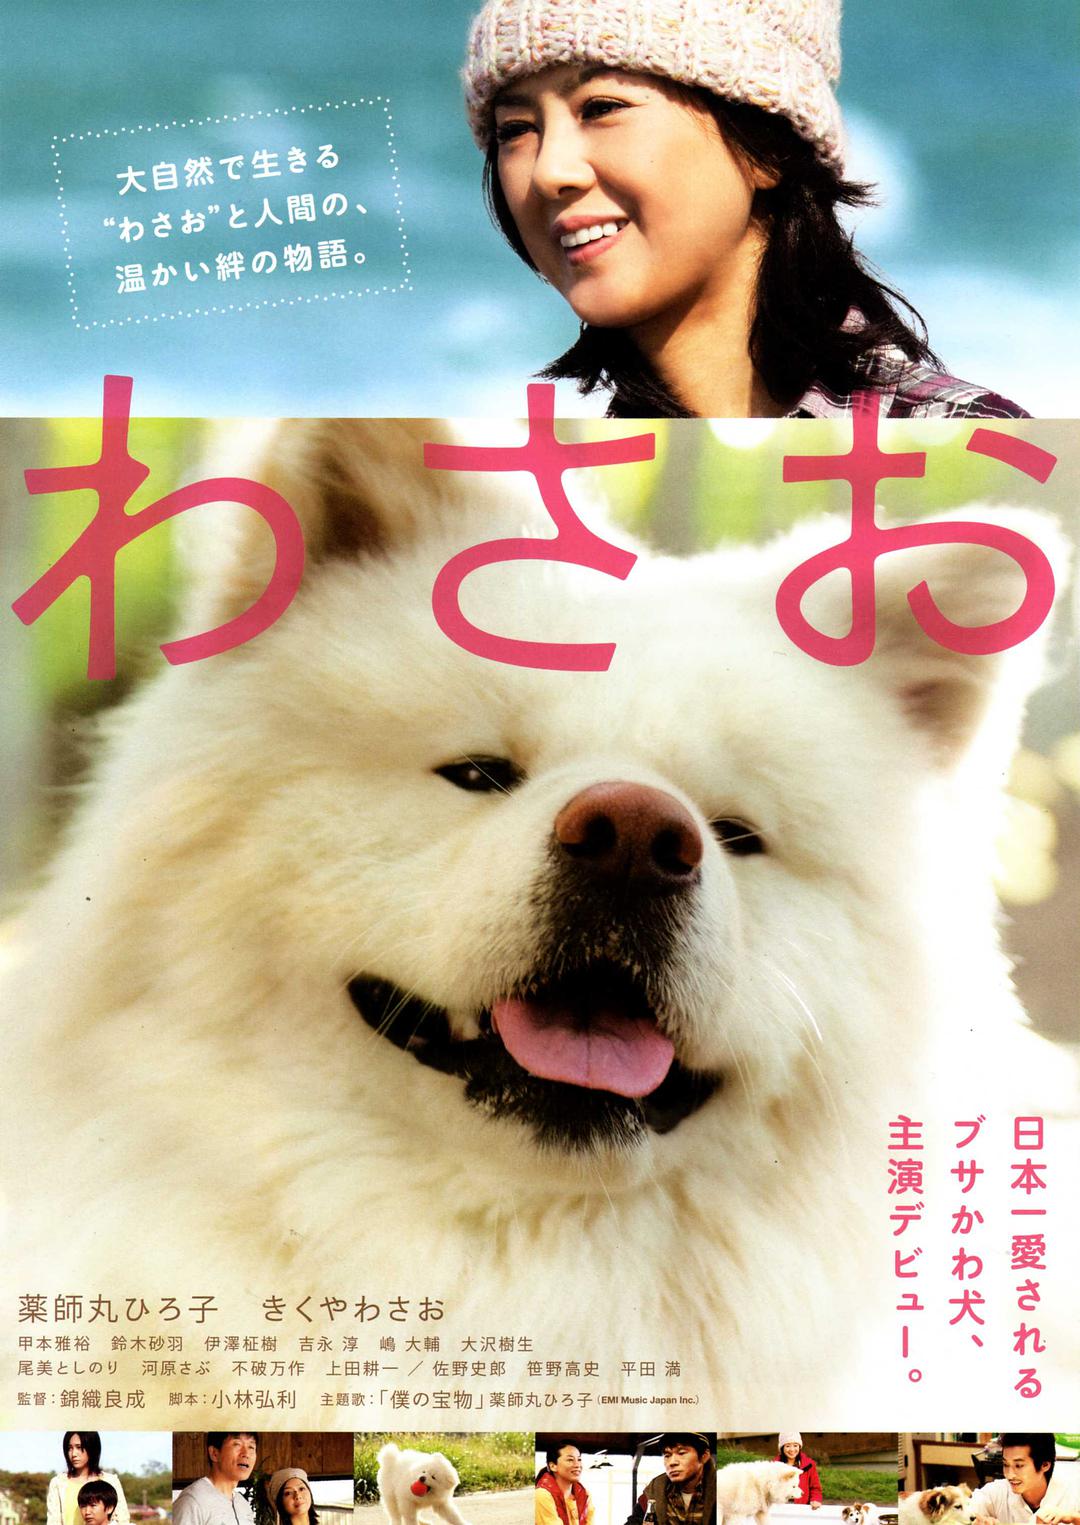 大自然で生きる
“わさお”と人間の、
温かい絆の物語。
わさお
日本一愛される
ブサかわ犬、
主演デビュー。
薬師丸ひろ子 きくやわさお
甲本雅裕 鈴木砂羽 伊澤柾樹 吉永 淳 嶋 大輔 大沢樹生
尾美としのり 河原さぶ 不破万作 上田耕一 ／ 佐野史郎 笹野高史 平田 満
監督：錦織良成 脚本：小林弘利 主題歌：「僕の宝物」薬師丸ひろ子（EMI Music Japan Inc.）